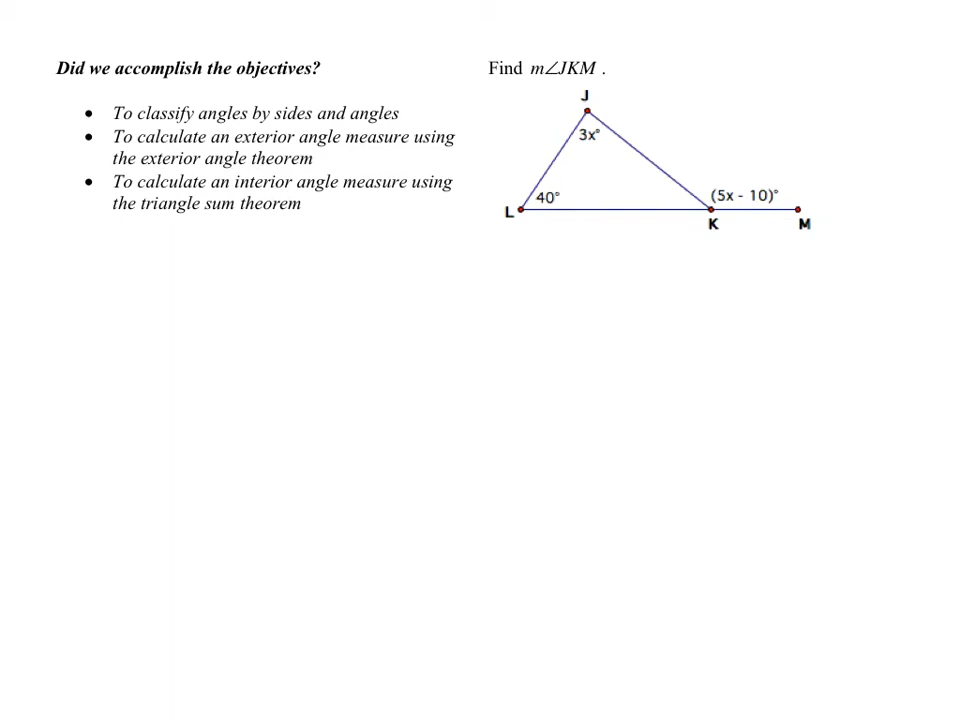 Did we accomplish the objectives?
• To classify angles by sides and angles
• To calculate an exterior angle measure using
the exterior angle theorem
• To calculate an interior angle measure using
the triangle sum theorem
Find m∠JKM .
J
3x°
40°
(5x - 10)°
L
K
M